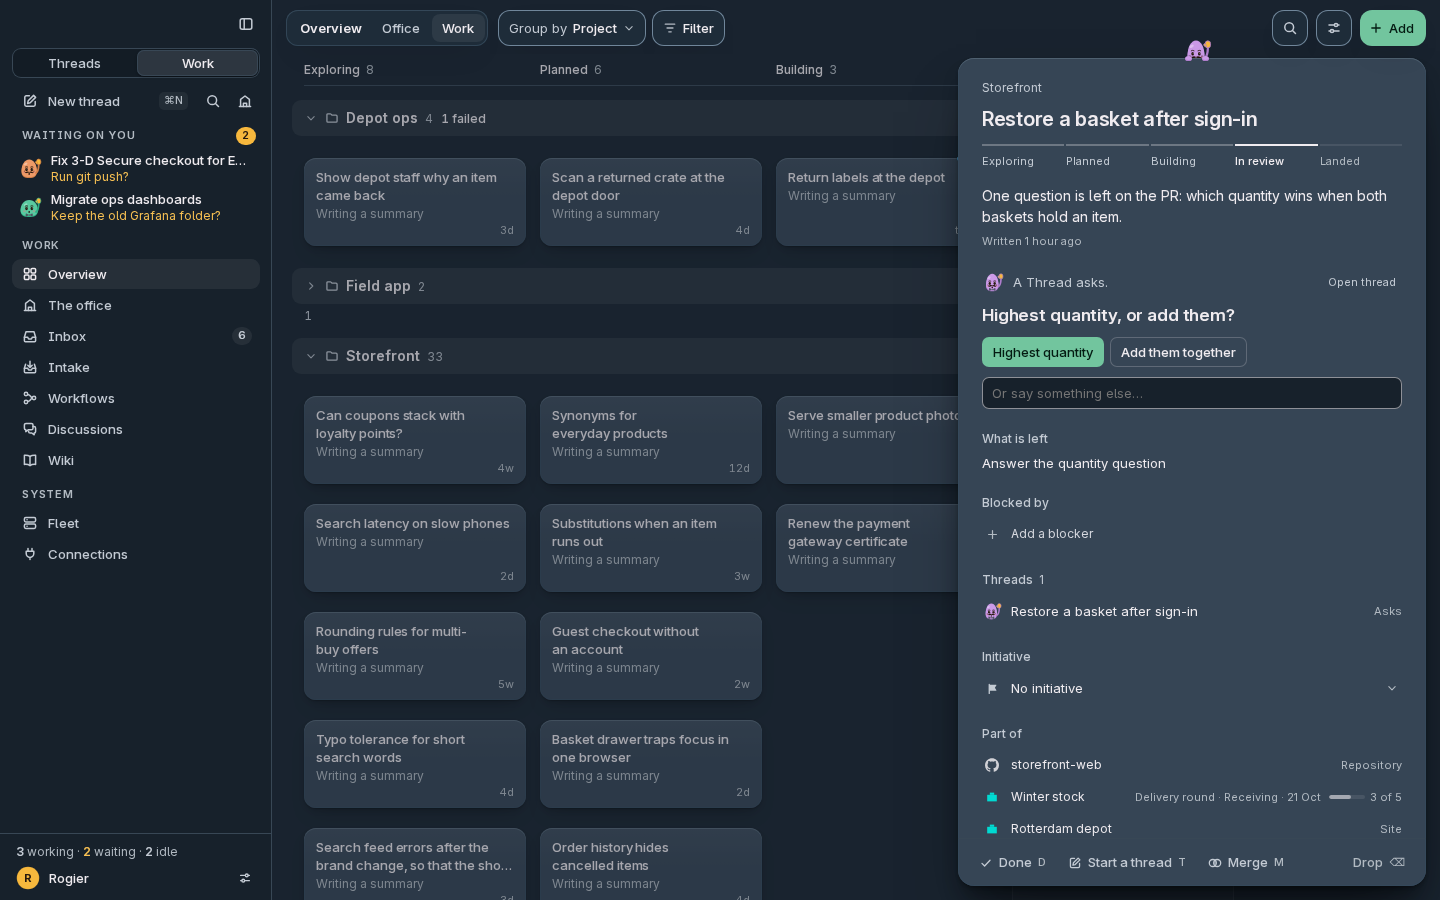 Threads
Work
New thread
⌘N
WAITING ON YOU
2
Fix 3-D Secure checkout for E…
Run git push?
Migrate ops dashboards
Keep the old Grafana folder?
WORK
Overview
The office
Inbox
6
Intake
Workflows
Discussions
Wiki
SYSTEM
Fleet
Connections
3 working · 2 waiting · 2 idle
R
Rogier
Overview
Office
Work
Group by Project
Filter
Add
Exploring 8
Planned 6
Building 3
Depot ops 4 1 failed
Show depot staff why an item
came back
Writing a summary
3d
Scan a returned crate at the
depot door
Writing a summary
4d
Return labels at the depot
Writing a summary
Field app 2
1
Storefront 33
Can coupons stack with
loyalty points?
Writing a summary
4w
Synonyms for
everyday products
Writing a summary
12d
Serve smaller product photo
Writing a summary
Search latency on slow phones
Writing a summary
2d
Substitutions when an item
runs out
Writing a summary
3w
Renew the payment
gateway certificate
Writing a summary
Rounding rules for multi-
buy offers
Writing a summary
5w
Guest checkout without
an account
Writing a summary
2w
Typo tolerance for short
search words
Writing a summary
4d
Basket drawer traps focus in
one browser
Writing a summary
2d
Search feed errors after the
brand change, so that the sho…
Writing a summary
3d
Order history hides
cancelled items
Writing a summary
4d
Storefront
Restore a basket after sign-in
Exploring
Planned
Building
In review
Landed
One question is left on the PR: which quantity wins when both
baskets hold an item.
Written 1 hour ago
A Thread asks.
Open thread
Highest quantity, or add them?
Highest quantity
Add them together
Or say something else…
What is left
Answer the quantity question
Blocked by
Add a blocker
Threads 1
Restore a basket after sign-in
Asks
Initiative
No initiative
Part of
storefront-web
Repository
Winter stock
Delivery round · Receiving · 21 Oct
3 of 5
Rotterdam depot
Site
Done D
Start a thread T
Merge M
Drop ⌫